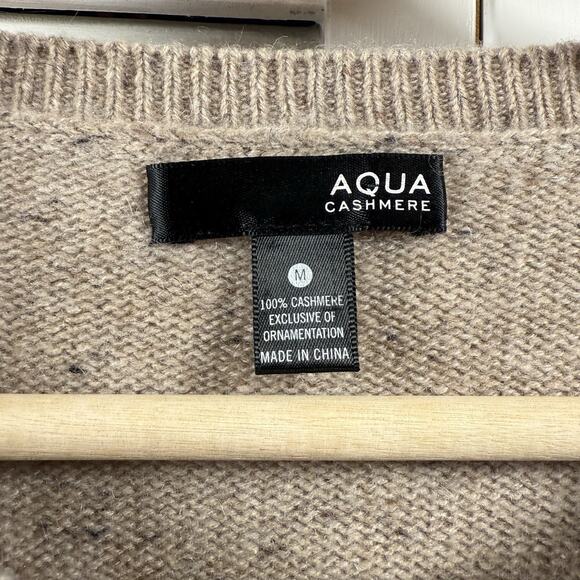 AQUA
CASHMERE
M
100% CASHMERE
EXCLUSIVE OF
ORNAMENTATION
MADE IN CHINA